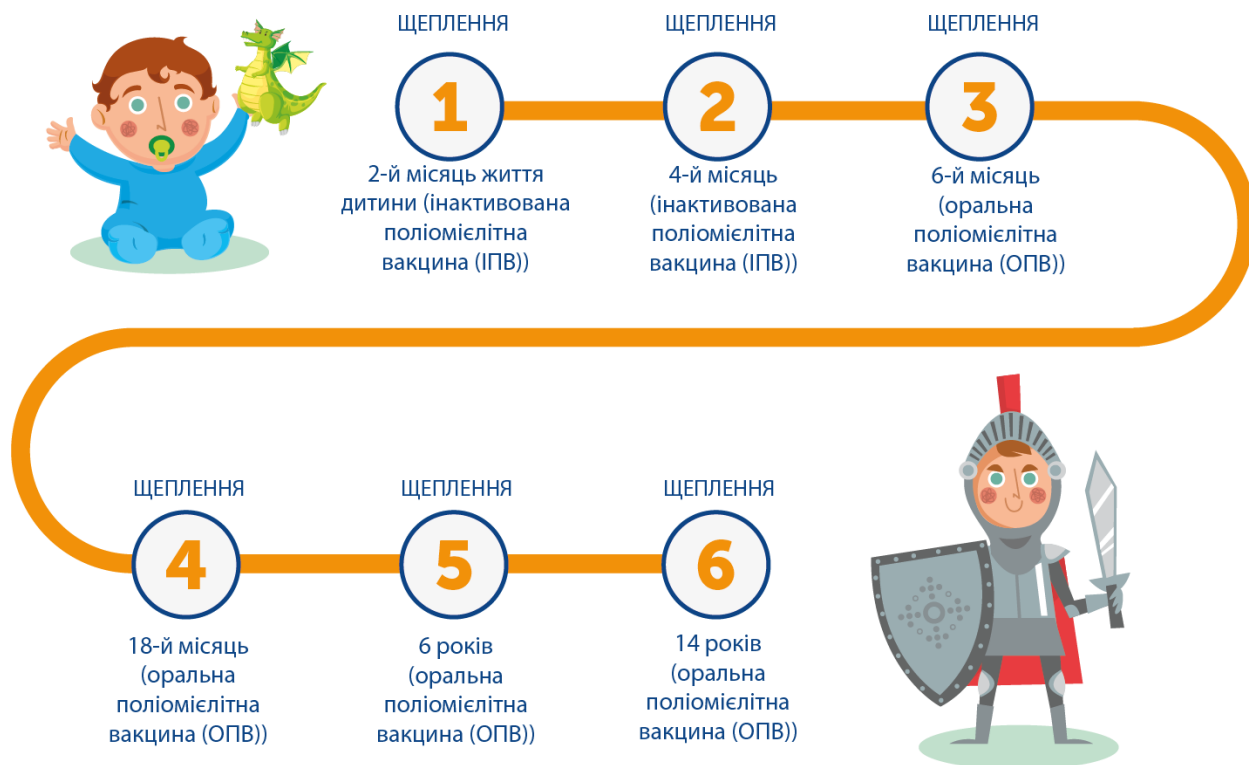 ЩЕПЛЕННЯ
1
2-й місяць життя
дитини (інактивована
поліомієлітна
вакцина (ІПВ))
ЩЕПЛЕННЯ
2
4-й місяць
(інактивована
поліомієлітна
вакцина (ІПВ))
ЩЕПЛЕННЯ
3
6-й місяць
(оральна
поліомієлітна
вакцина (ОПВ))
ЩЕПЛЕННЯ
4
18-й місяць
(оральна
поліомієлітна
вакцина (ОПВ))
ЩЕПЛЕННЯ
5
6 років
(оральна
поліомієлітна
вакцина (ОПВ))
ЩЕПЛЕННЯ
6
14 років
(оральна
поліомієлітна
вакцина (ОПВ))